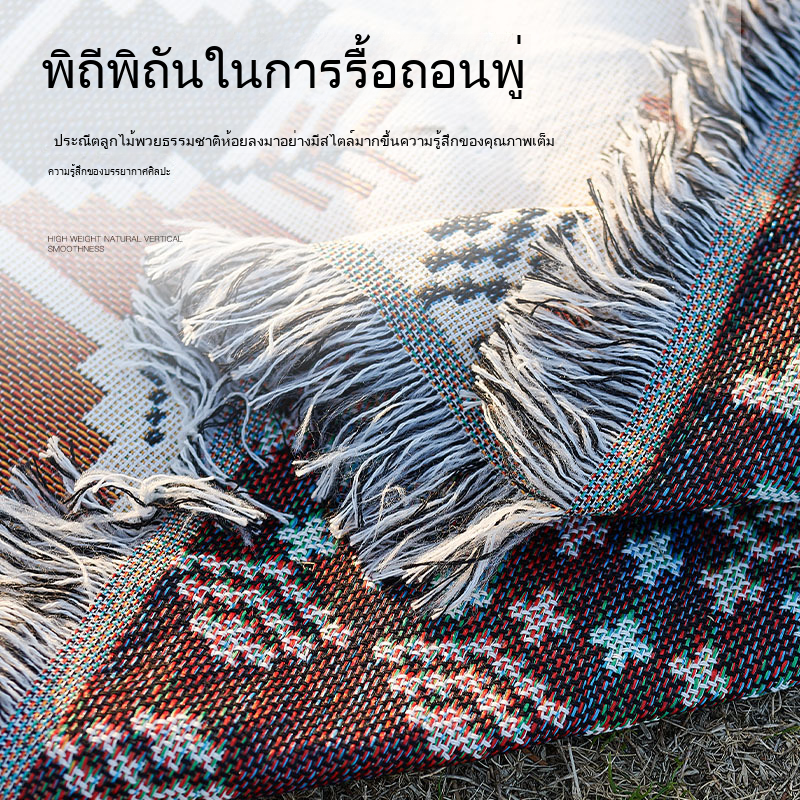 พิถีพิถันในการรื้อถอนพู่
ประณีตลูกไม้พวยธรรมชาติห้อยลงมาอย่างมีสไตล์มากขึ้นความรู้สึกของคุณภาพเต็ม
ความรู้สึกของบรรยากาศศิลปะ
HIGH WEIGHT NATURAL VERTICAL
SMOOTHNESS